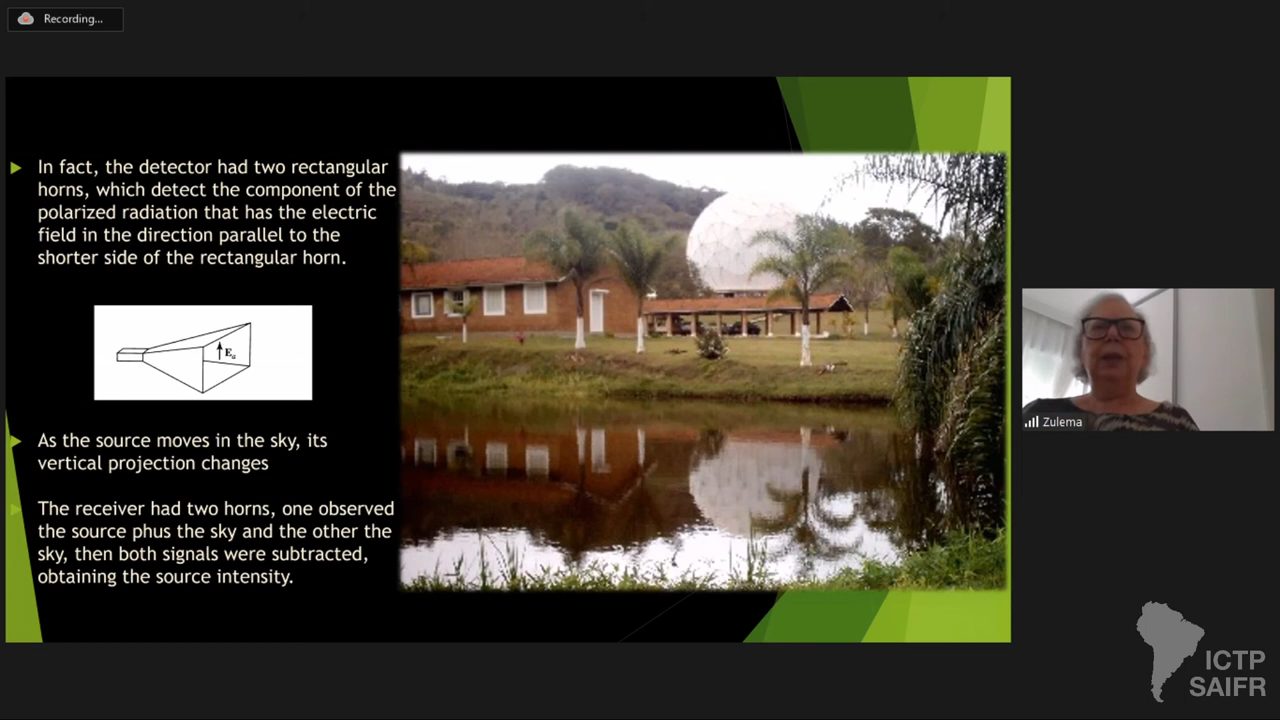 Recording...
In fact, the detector had two rectangular
horns, which detect the component of the
polarized radiation that has the electric
field in the direction parallel to the
shorter side of the rectangular horn.
Ea
As the source moves in the sky, its
vertical projection changes
The receiver had two horns, one observed
the source phus the sky and the other the
sky, then both signals were subtracted,
obtaining the source intensity.
Zulema
ICTP
SAIFR